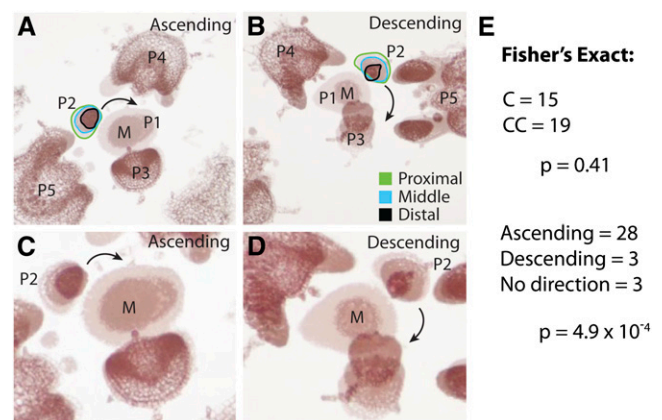 A
Ascending
P4
P2
P1
M
P3
P5
B
Descending
P4
P2
P1
M
P5
P3
Proximal
Middle
Distal
C
Ascending
P2
M
D
Descending
P2
M
E
Fisher's Exact:
C = 15
CC = 19
p = 0.41
Ascending = 28
Descending = 3
No direction = 3
p = 4.9 x 10⁻⁴